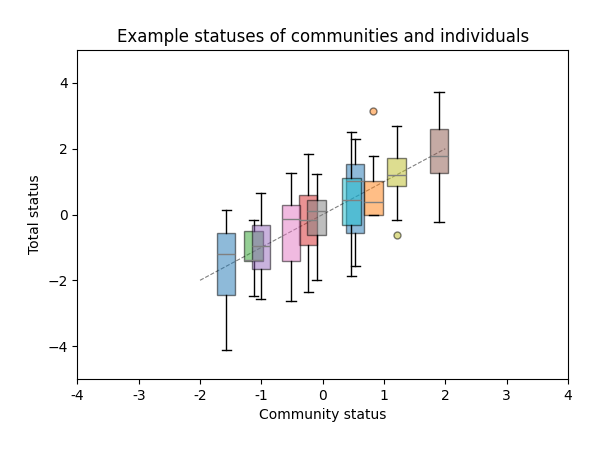 Example statuses of communities and individuals
4
2
0
−2
−4
Total status
-4 -3 -2 -1 0 1 2 3 4
Community status